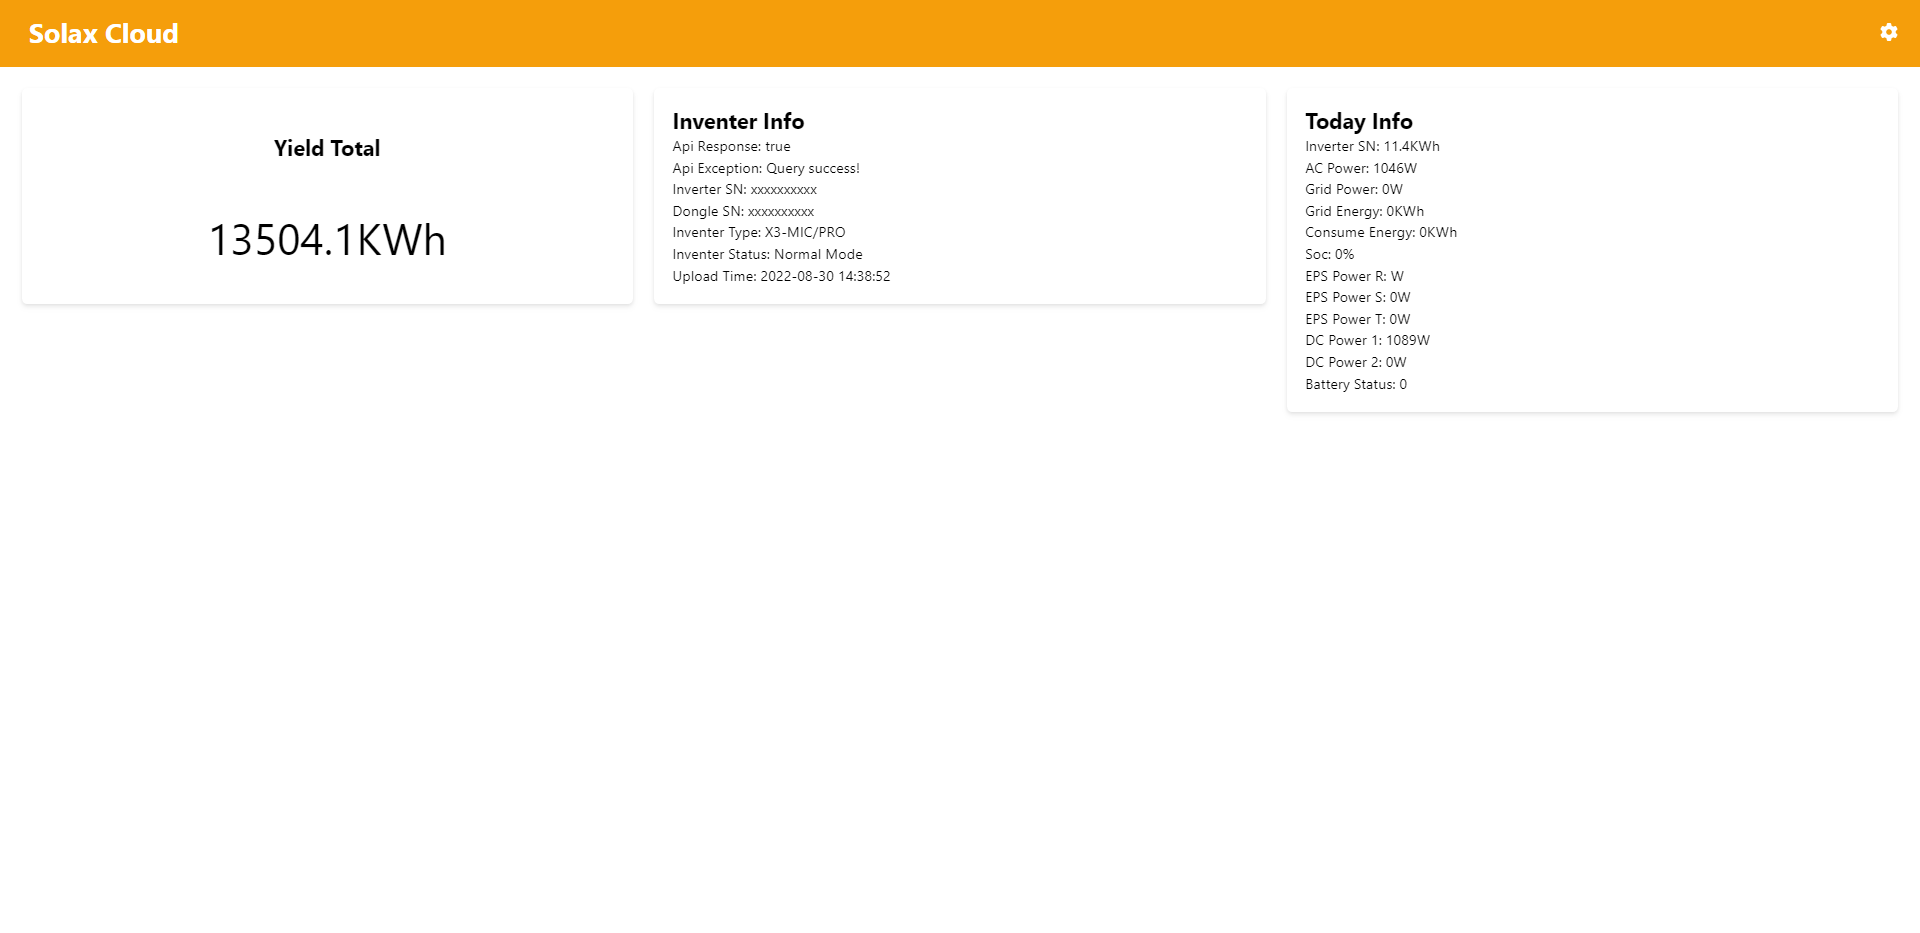 Solax Cloud
Yield Total
13504.1KWh
Inventer Info
Api Response: true
Api Exception: Query success!
Inverter SN: xxxxxxxxxx
Dongle SN: xxxxxxxxxx
Inventer Type: X3-MIC/PRO
Inventer Status: Normal Mode
Upload Time: 2022-08-30 14:38:52
Today Info
Inverter SN: 11.4KWh
AC Power: 1046W
Grid Power: 0W
Grid Energy: 0KWh
Consume Energy: 0KWh
Soc: 0%
EPS Power R: W
EPS Power S: 0W
EPS Power T: 0W
DC Power 1: 1089W
DC Power 2: 0W
Battery Status: 0